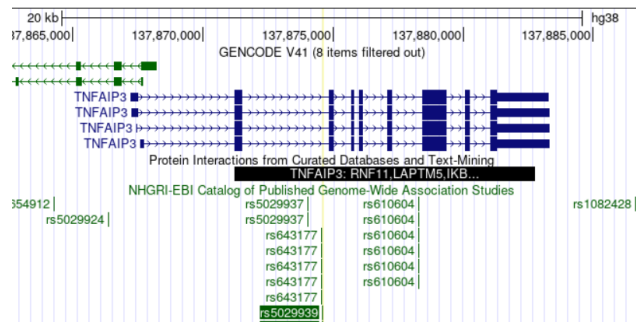 20 kb hg38
37,865,000 137,870,000 137,875,000 137,880,000 137,885,000
GENCODE V41 (8 items filtered out)
TNFAIP3
TNFAIP3
TNFAIP3
TNFAIP3
Protein Interactions from Curated Databases and Text-Mining
TNFAIP3: RNF11,LAPTM5,IKB...
NHGRI-EBI Catalog of Published Genome-Wide Association Studies
654912 rs5029937 rs610604 rs1082428
rs5029924 rs5029937 rs610604
rs643177 rs610604
rs643177 rs610604
rs643177 rs610604
rs643177 rs610604
rs643177
rs5029939